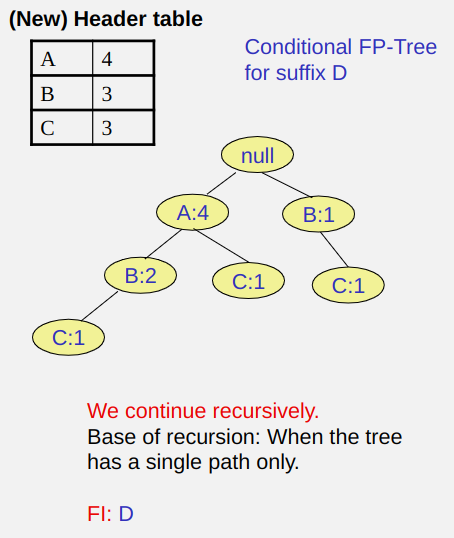 (New) Header table
A 4
B 3
C 3
Conditional FP-Tree
for suffix D
null
A:4
B:1
B:2
C:1
C:1
C:1
We continue recursively.
Base of recursion: When the tree
has a single path only.
FI: D